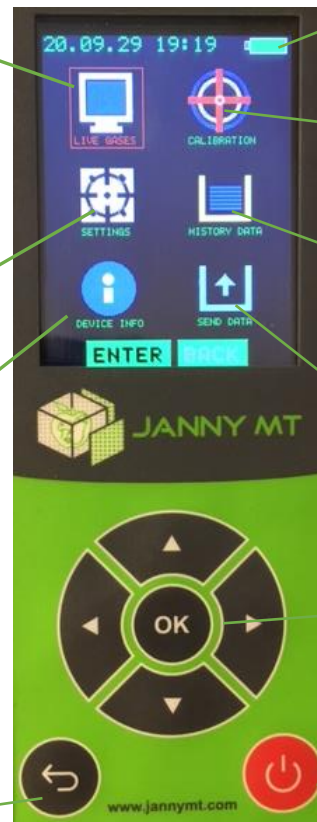 20.09.29 19:19
LIVE GASES CALIBRATION
SETTINGS HISTORY DATA
DEVICE INFO SEND DATA
ENTER BACK
JANNY MT
OK
www.jannymt.com